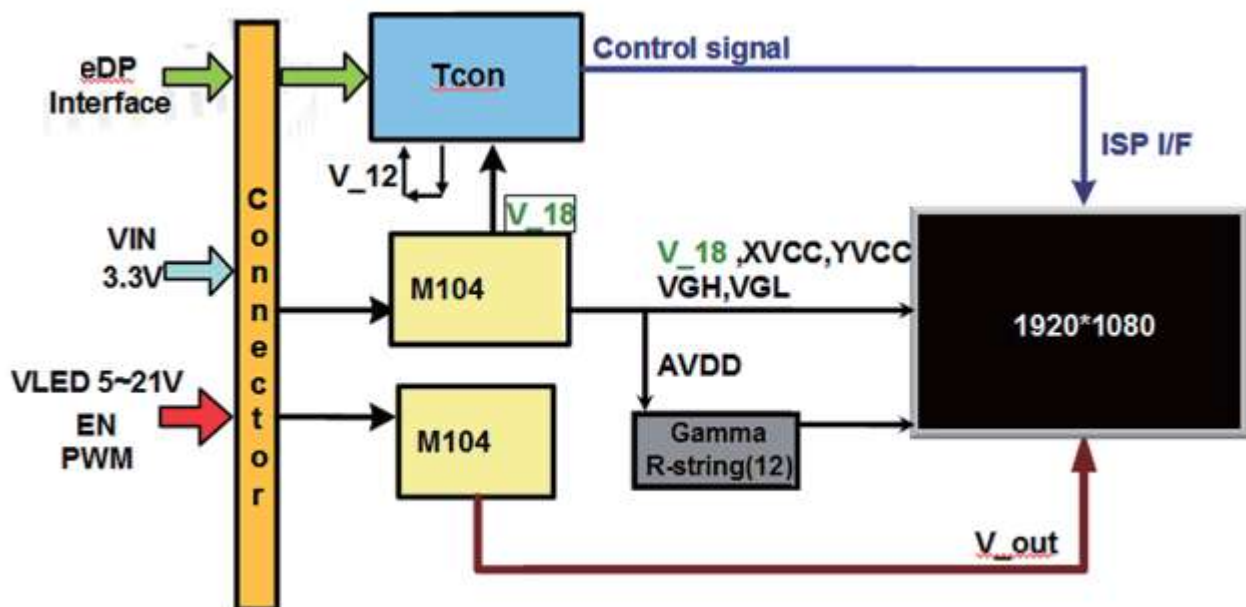 eDP
Interface
Connector
Tcon
Control signal
ISP I/F
V_12
V_18
VIN
3.3V
M104
V_18 ,XVCC,YVCC
VGH,VGL
1920*1080
AVDD
VLED 5~21V
EN
PWM
M104
Gamma
R-string(12)
V_out